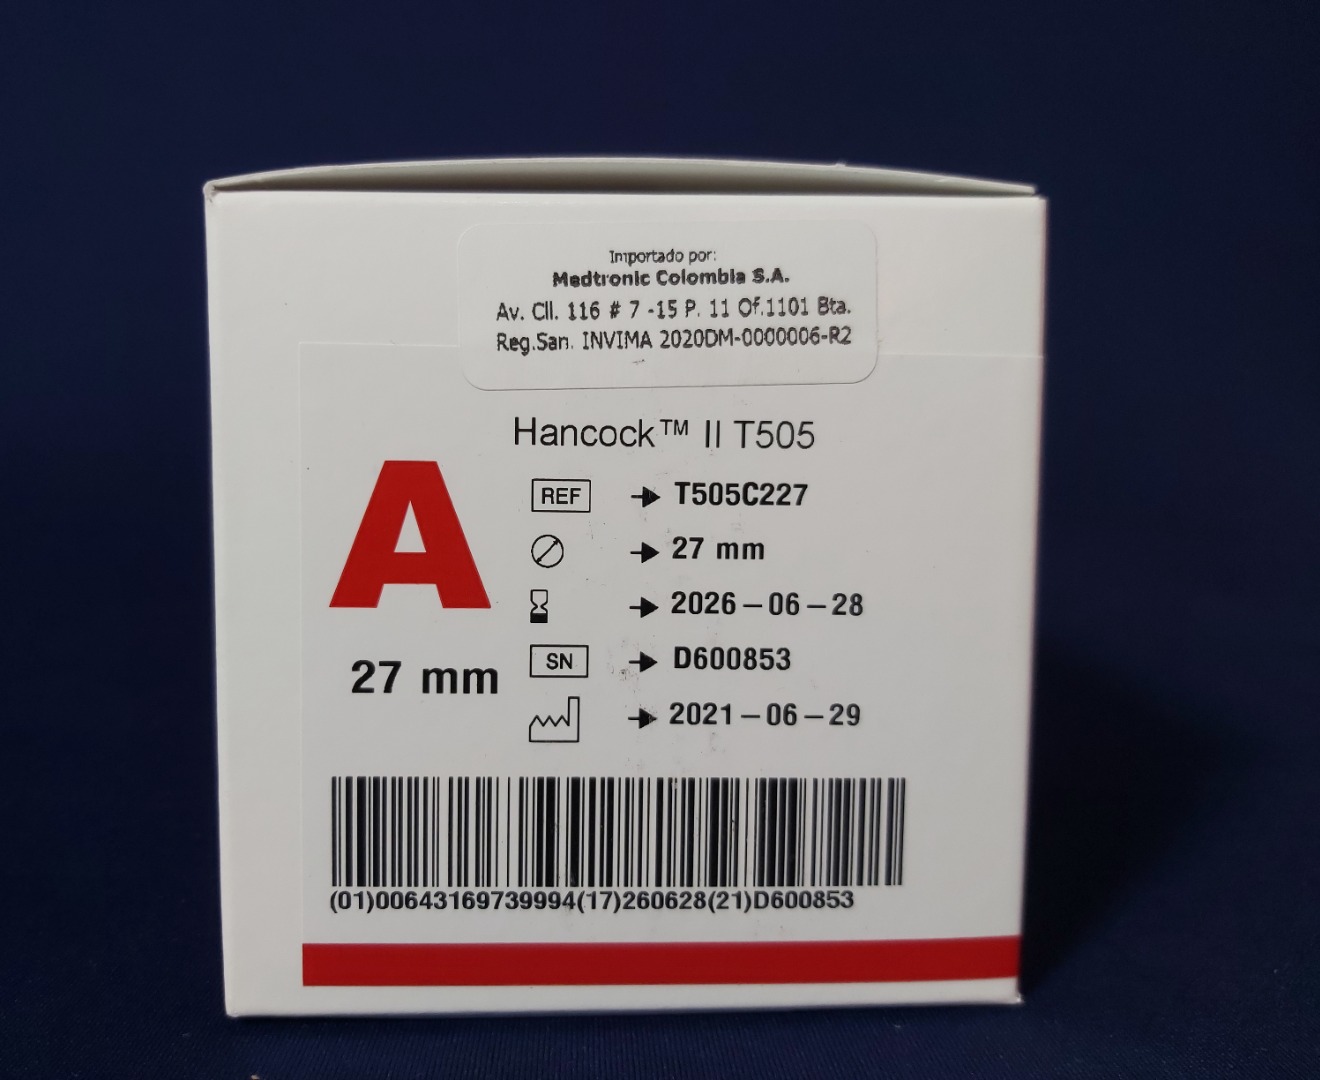 Importado por:
Medtronic Colombia S.A.
Av. Cll. 116 # 7 -15 P. 11 Of.1101 Bta.
Reg.San. INVIMA 2020DM-0000006-R2
Hancock™ II T505
A
27 mm
REF T505C227
27 mm
2026-06-28
SN D600853
2021-06-29
(01)00643169739994(17)260628(21)D600853